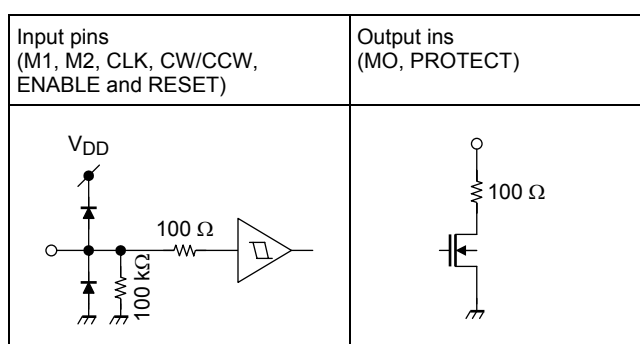 Input pins
(M1, M2, CLK, CW/CCW,
ENABLE and RESET)
Output ins
(MO, PROTECT)
VDD
100 Ω
100 kΩ
100 Ω